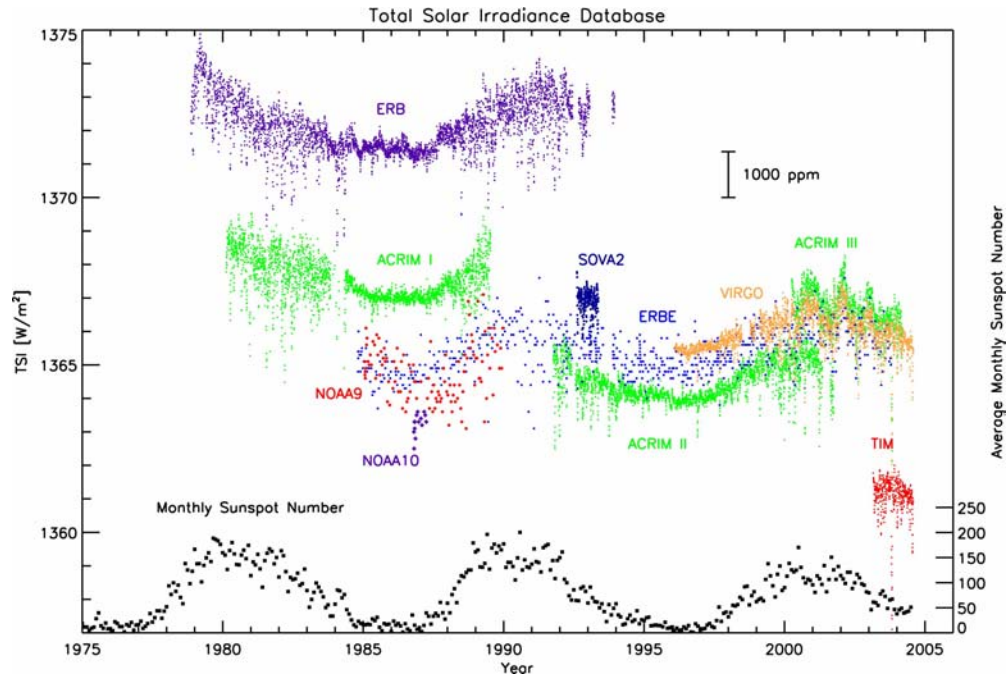 Total Solar Irradiance Database
1375
1370
1365
1360
TSI [W/m²]
ERB
1000 ppm
ACRIM I
SOVA2
ACRIM III
VIRGO
ERBE
NOAA9
NOAA10
ACRIM II
TIM
Monthly Sunspot Number
250
200
150
100
50
0
Average Monthly Sunspot Number
1975
1980
1985
1990
1995
2000
2005
Year